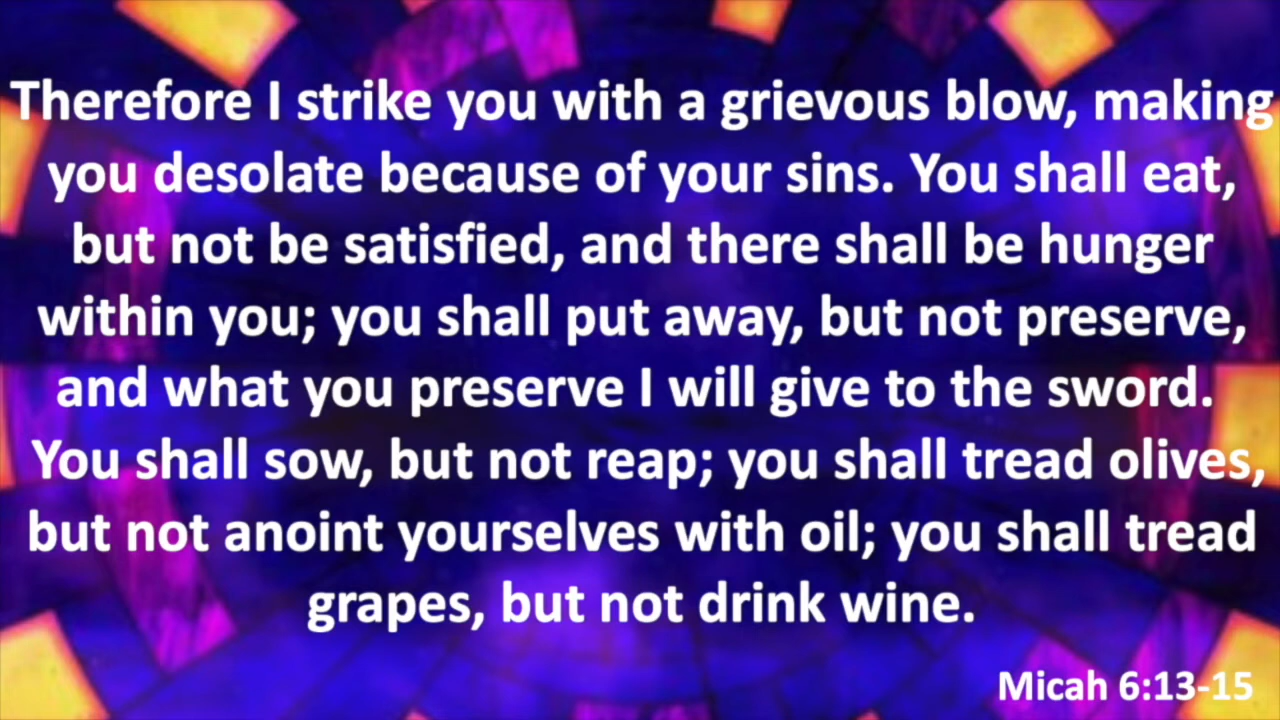 Therefore I strike you with a grievous blow, making
you desolate because of your sins. You shall eat,
but not be satisfied, and there shall be hunger
within you; you shall put away, but not preserve,
and what you preserve I will give to the sword.
You shall sow, but not reap; you shall tread olives,
but not anoint yourselves with oil; you shall tread
grapes, but not drink wine.
Micah 6:13-15